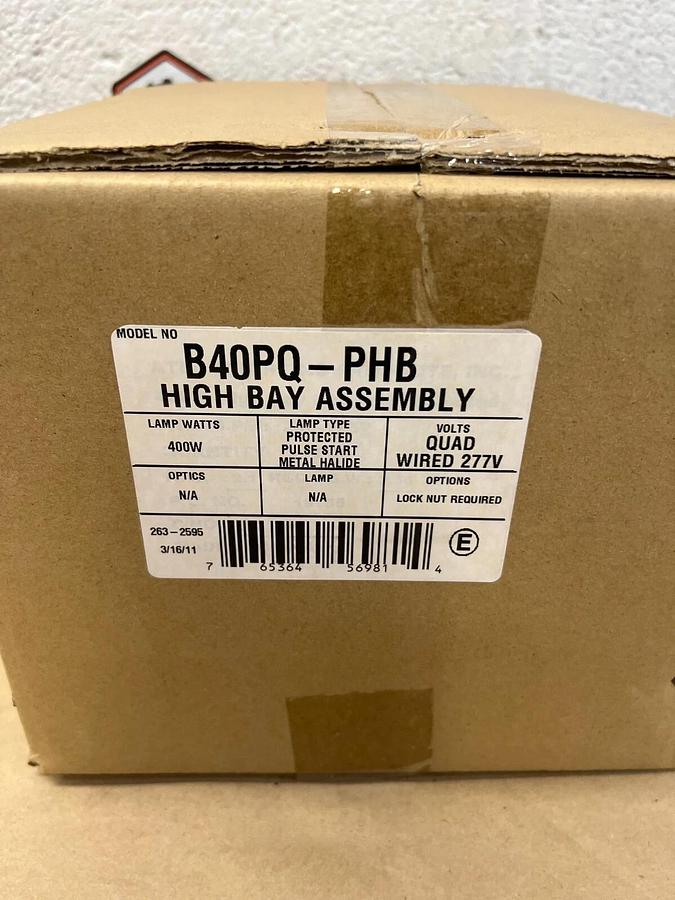 MODEL NO
B40PQ–PHB
HIGH BAY ASSEMBLY
LAMP WATTS
400W
LAMP TYPE
PROTECTED
PULSE START
METAL HALIDE
VOLTS
QUAD
WIRED 277V
OPTICS
N/A
LAMP
N/A
OPTIONS
LOCK NUT REQUIRED
263–2595
3/16/11
7 65364 56981 4
E